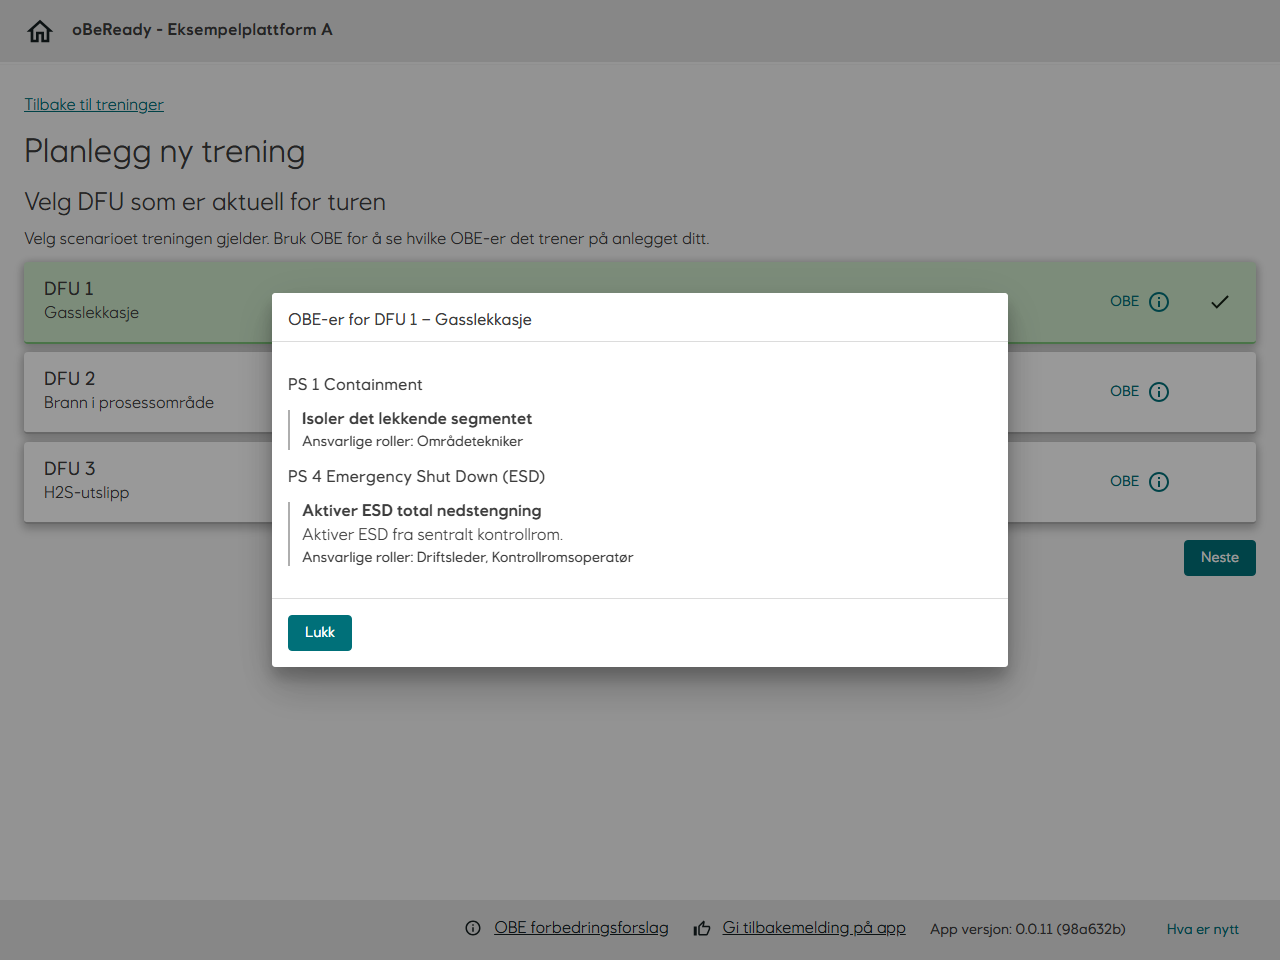 oBeReady - Eksempelplattform A
Tilbake til treninger
Planlegg ny trening
Velg DFU som er aktuell for turen
Velg scenarioet treningen gjelder. Bruk OBE for å se hvilke OBE-er det trener på anlegget ditt.
DFU 1
Gasslekkasje
OBE
DFU 2
Brann i prosessområde
OBE
DFU 3
H2S-utslipp
OBE
Neste
OBE-er for DFU 1 – Gasslekkasje
PS 1 Containment
Isoler det lekkende segmentet
Ansvarlige roller: Områdetekniker
PS 4 Emergency Shut Down (ESD)
Aktiver ESD total nedstengning
Aktiver ESD fra sentralt kontrollrom.
Ansvarlige roller: Driftsleder, Kontrollromsoperatør
Lukk
OBE forbedringsforslag
Gi tilbakemelding på app
App versjon: 0.0.11 (98a632b)
Hva er nytt